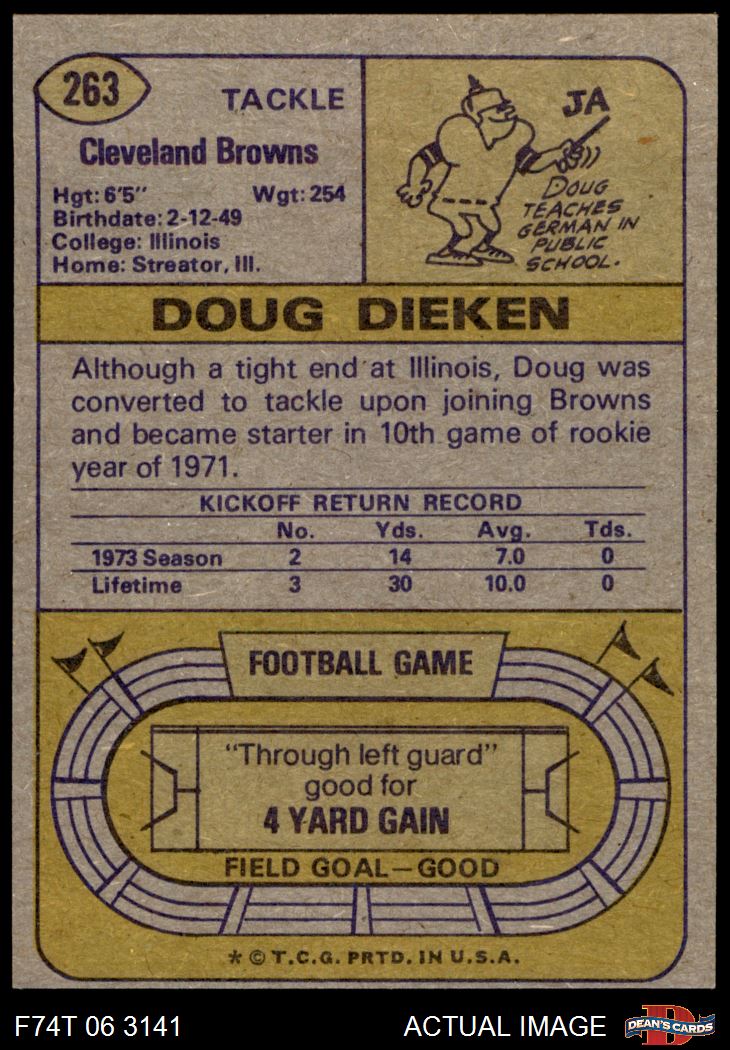 263
TACKLE
Cleveland Browns
Hgt: 6'5" Wgt: 254
Birthdate: 2-12-49
College: Illinois
Home: Streator, Ill.
JA
DOUG
TEACHES
GERMAN IN
PUBLIC
SCHOOL.
DOUG DIEKEN
Although a tight end at Illinois, Doug was
converted to tackle upon joining Browns
and became starter in 10th game of rookie
year of 1971.
KICKOFF RETURN RECORD
No. Yds. Avg. Tds.
1973 Season 2 14 7.0 0
Lifetime 3 30 10.0 0
FOOTBALL GAME
"Through left guard"
good for
4 YARD GAIN
FIELD GOAL—GOOD
* © T.C.G. PRTD. IN U.S.A.
F74T 06 3141 ACTUAL IMAGE
D
DEAN'S CARDS